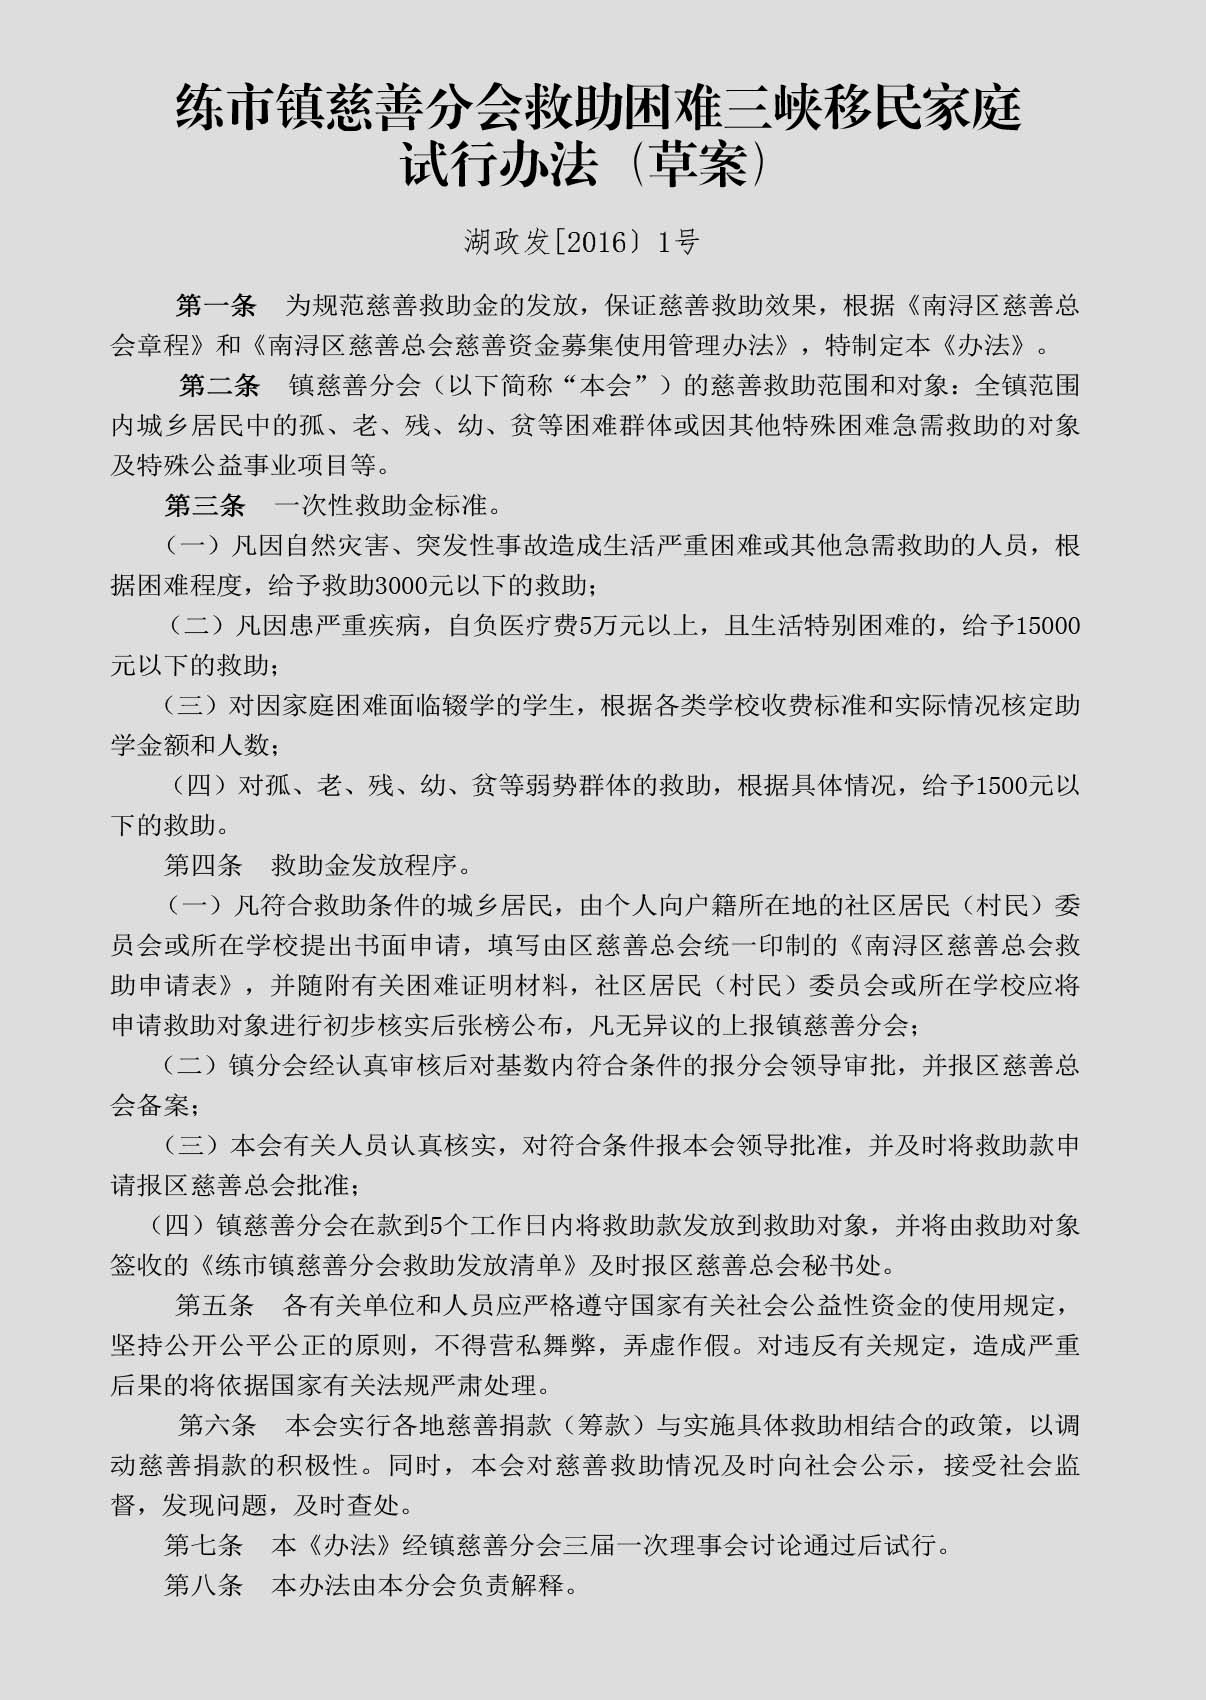 练市镇慈善分会救助困难三峡移民家庭
试行办法（草案）
湖政发[2016〕1号
第一条　为规范慈善救助金的发放，保证慈善救助效果，根据《南浔区慈善总
会章程》和《南浔区慈善总会慈善资金募集使用管理办法》，特制定本《办法》。
第二条　镇慈善分会（以下简称“本会”）的慈善救助范围和对象：全镇范围
内城乡居民中的孤、老、残、幼、贫等困难群体或因其他特殊困难急需救助的对象
及特殊公益事业项目等。
第三条　一次性救助金标准。
（一）凡因自然灾害、突发性事故造成生活严重困难或其他急需救助的人员，根
据困难程度，给予救助3000元以下的救助；
（二）凡因患严重疾病，自负医疗费5万元以上，且生活特别困难的，给予15000
元以下的救助；
（三）对因家庭困难面临辍学的学生，根据各类学校收费标准和实际情况核定助
学金额和人数；
（四）对孤、老、残、幼、贫等弱势群体的救助，根据具体情况，给予1500元以
下的救助。
第四条　救助金发放程序。
（一）凡符合救助条件的城乡居民，由个人向户籍所在地的社区居民（村民）委
员会或所在学校提出书面申请，填写由区慈善总会统一印制的《南浔区慈善总会救
助申请表》，并随附有关困难证明材料，社区居民（村民）委员会或所在学校应将
申请救助对象进行初步核实后张榜公布，凡无异议的上报镇慈善分会；
（二）镇分会经认真审核后对基数内符合条件的报分会领导审批，并报区慈善总
会备案；
（三）本会有关人员认真核实，对符合条件报本会领导批准，并及时将救助款申
请报区慈善总会批准；
（四）镇慈善分会在款到5个工作日内将救助款发放到救助对象，并将由救助对象
签收的《练市镇慈善分会救助发放清单》及时报区慈善总会秘书处。
第五条　各有关单位和人员应严格遵守国家有关社会公益性资金的使用规定，
坚持公开公平公正的原则，不得营私舞弊，弄虚作假。对违反有关规定，造成严重
后果的将依据国家有关法规严肃处理。
第六条　本会实行各地慈善捐款（筹款）与实施具体救助相结合的政策，以调
动慈善捐款的积极性。同时，本会对慈善救助情况及时向社会公示，接受社会监
督，发现问题，及时查处。
第七条　本《办法》经镇慈善分会三届一次理事会讨论通过后试行。
第八条　本办法由本分会负责解释。